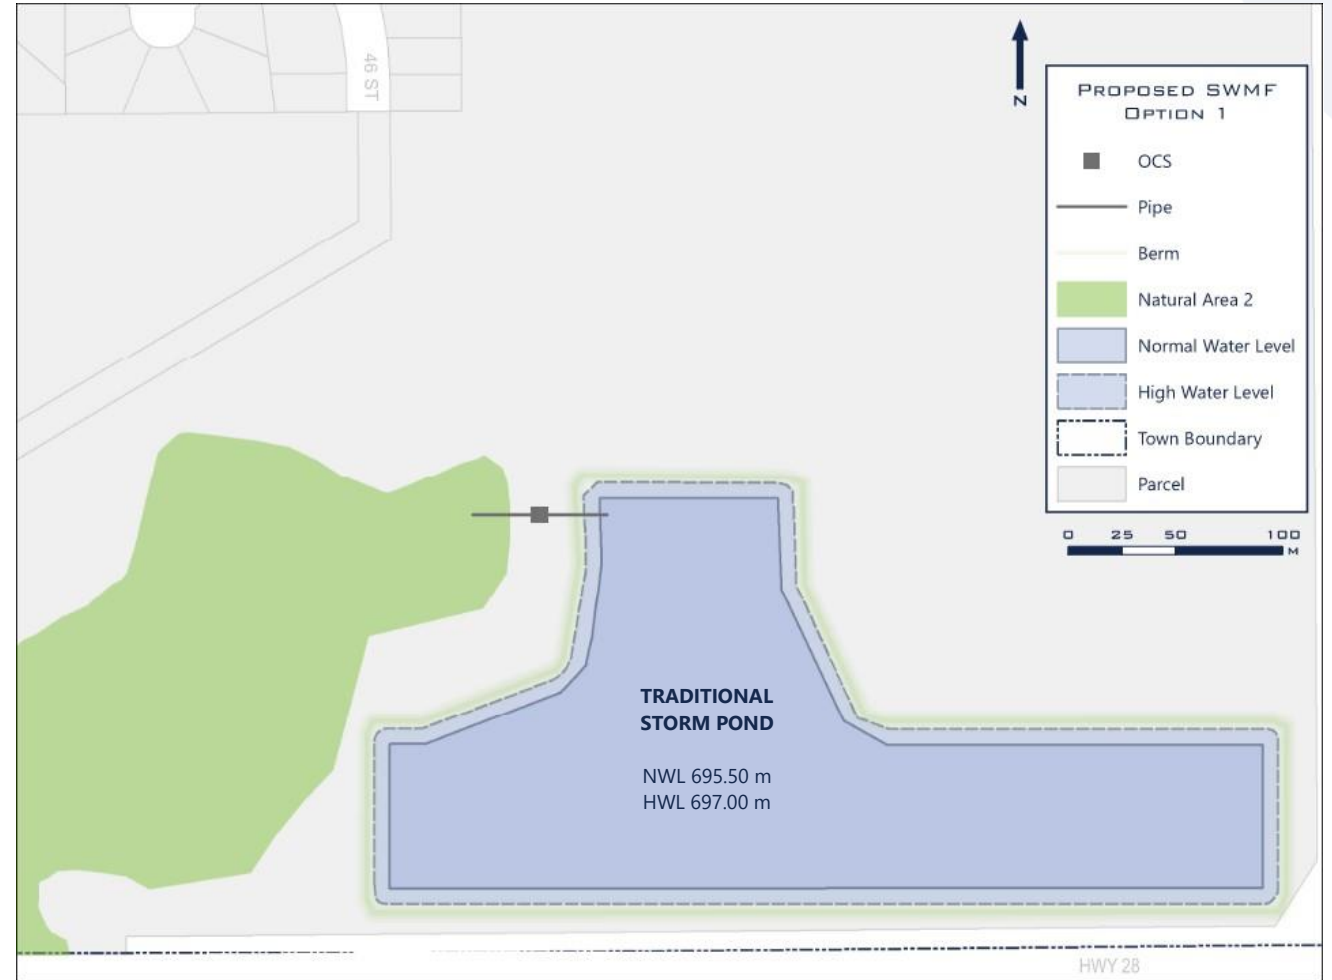 46 ST
N
PROPOSED SWMF
OPTION 1
OCS
Pipe
Berm
Natural Area 2
Normal Water Level
High Water Level
Town Boundary
Parcel
0 25 50 100
M
TRADITIONAL
STORM POND
NWL 695.50 m
HWL 697.00 m
HWY 28